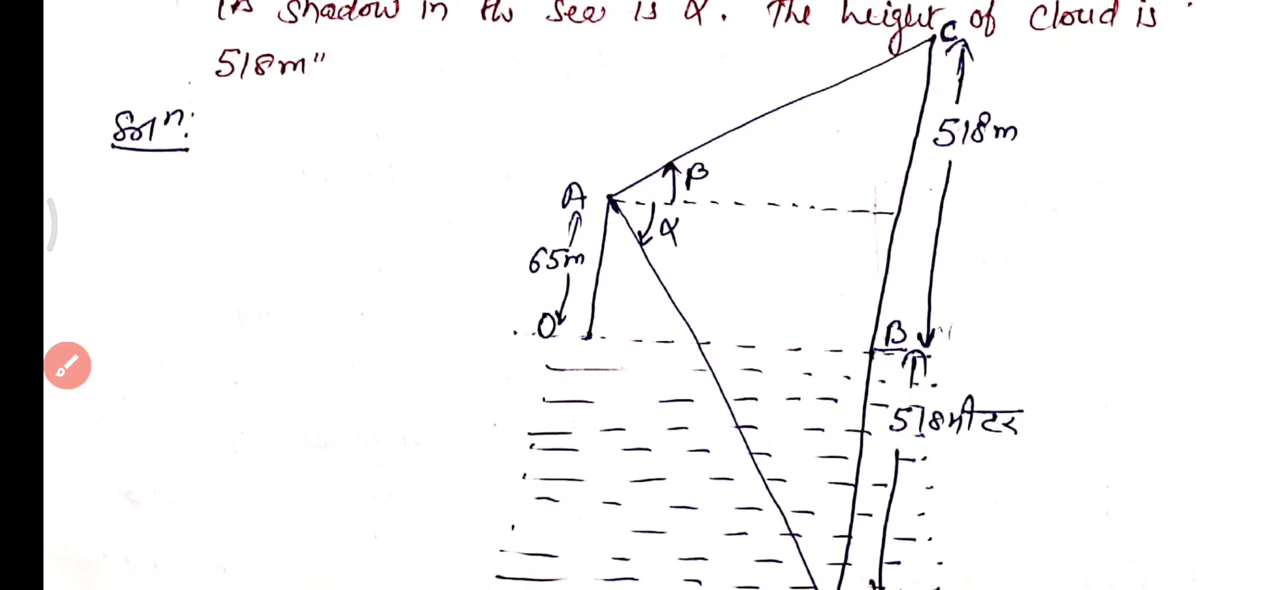 its shadow in the sea is α. The height of cloud is
518m"
Solⁿ:
C
518m
A
β
α
65m
O
B
518मीटर